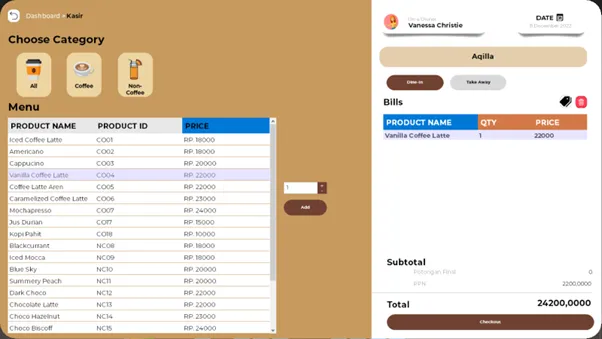 Dashboard > Kasir
Choose Category
All
Coffee
Non-
Coffee
Menu
PRODUCT NAME PRODUCT ID PRICE
Iced Coffee Latte CO01 RP. 18000
Americano CO02 RP. 18000
Cappucino CO03 RP. 20000
Vanilla Coffee Latte CO04 RP. 22000
Coffee Latte Aren CO05 RP. 22000
Caramelized Coffee Latte CO06 RP. 23000
Mochapresso CO07 RP. 24000
Jus Durian CO17 RP. 15000
Kopi Pahit CO18 RP. 10000
Blackcurrant NC08 RP. 18000
Iced Mocca NC09 RP. 18000
Blue Sky NC10 RP. 20000
Summery Peach NC11 RP. 20000
Dark Choco NC12 RP. 22000
Chocolate Latte NC13 RP. 22000
Choco Hazelnut NC14 RP. 23000
Choco Biscoff NC15 RP. 24000
1
Add
Vanessa Christie
DATE
Aqilla
Dine-In
Take Away
Bills
PRODUCT NAME QTY PRICE
Vanilla Coffee Latte 1 22000
Subtotal
Potongan Final 0
PPN 2200,0000
Total 24200,0000
Checkout